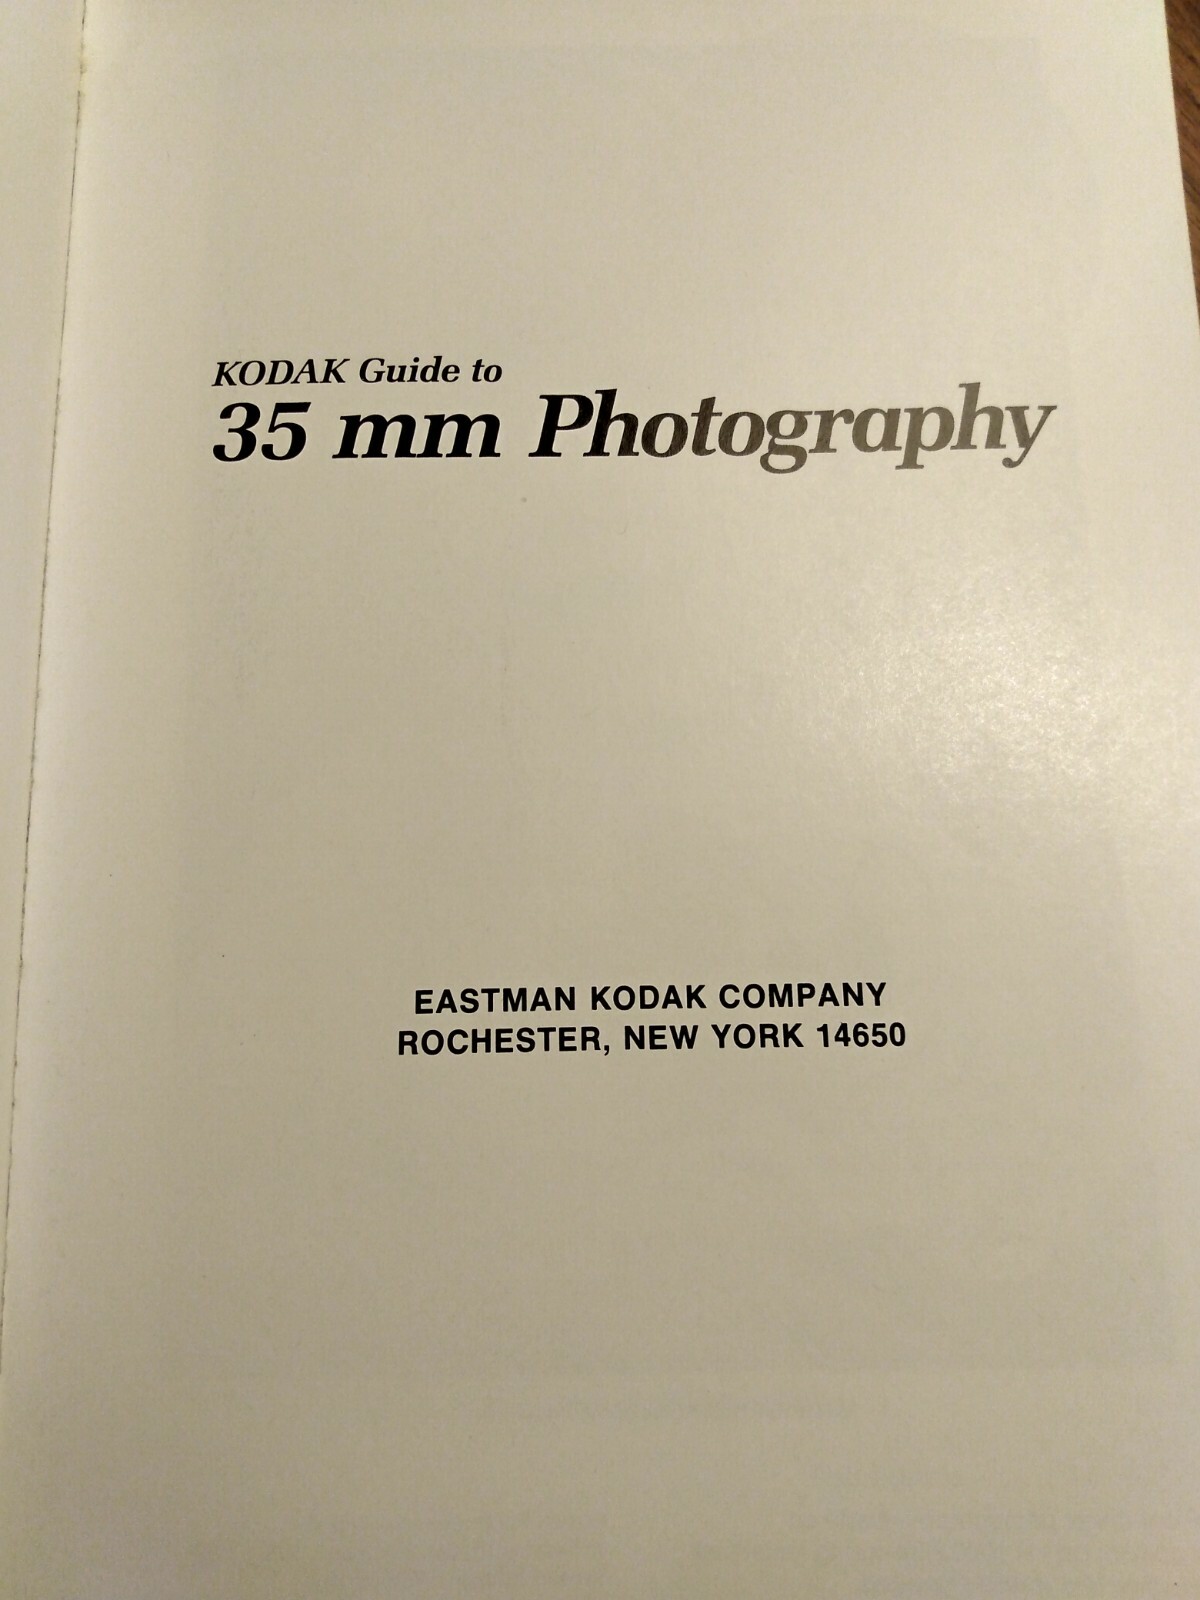 KODAK Guide to
35 mm Photography
EASTMAN KODAK COMPANY
ROCHESTER, NEW YORK 14650